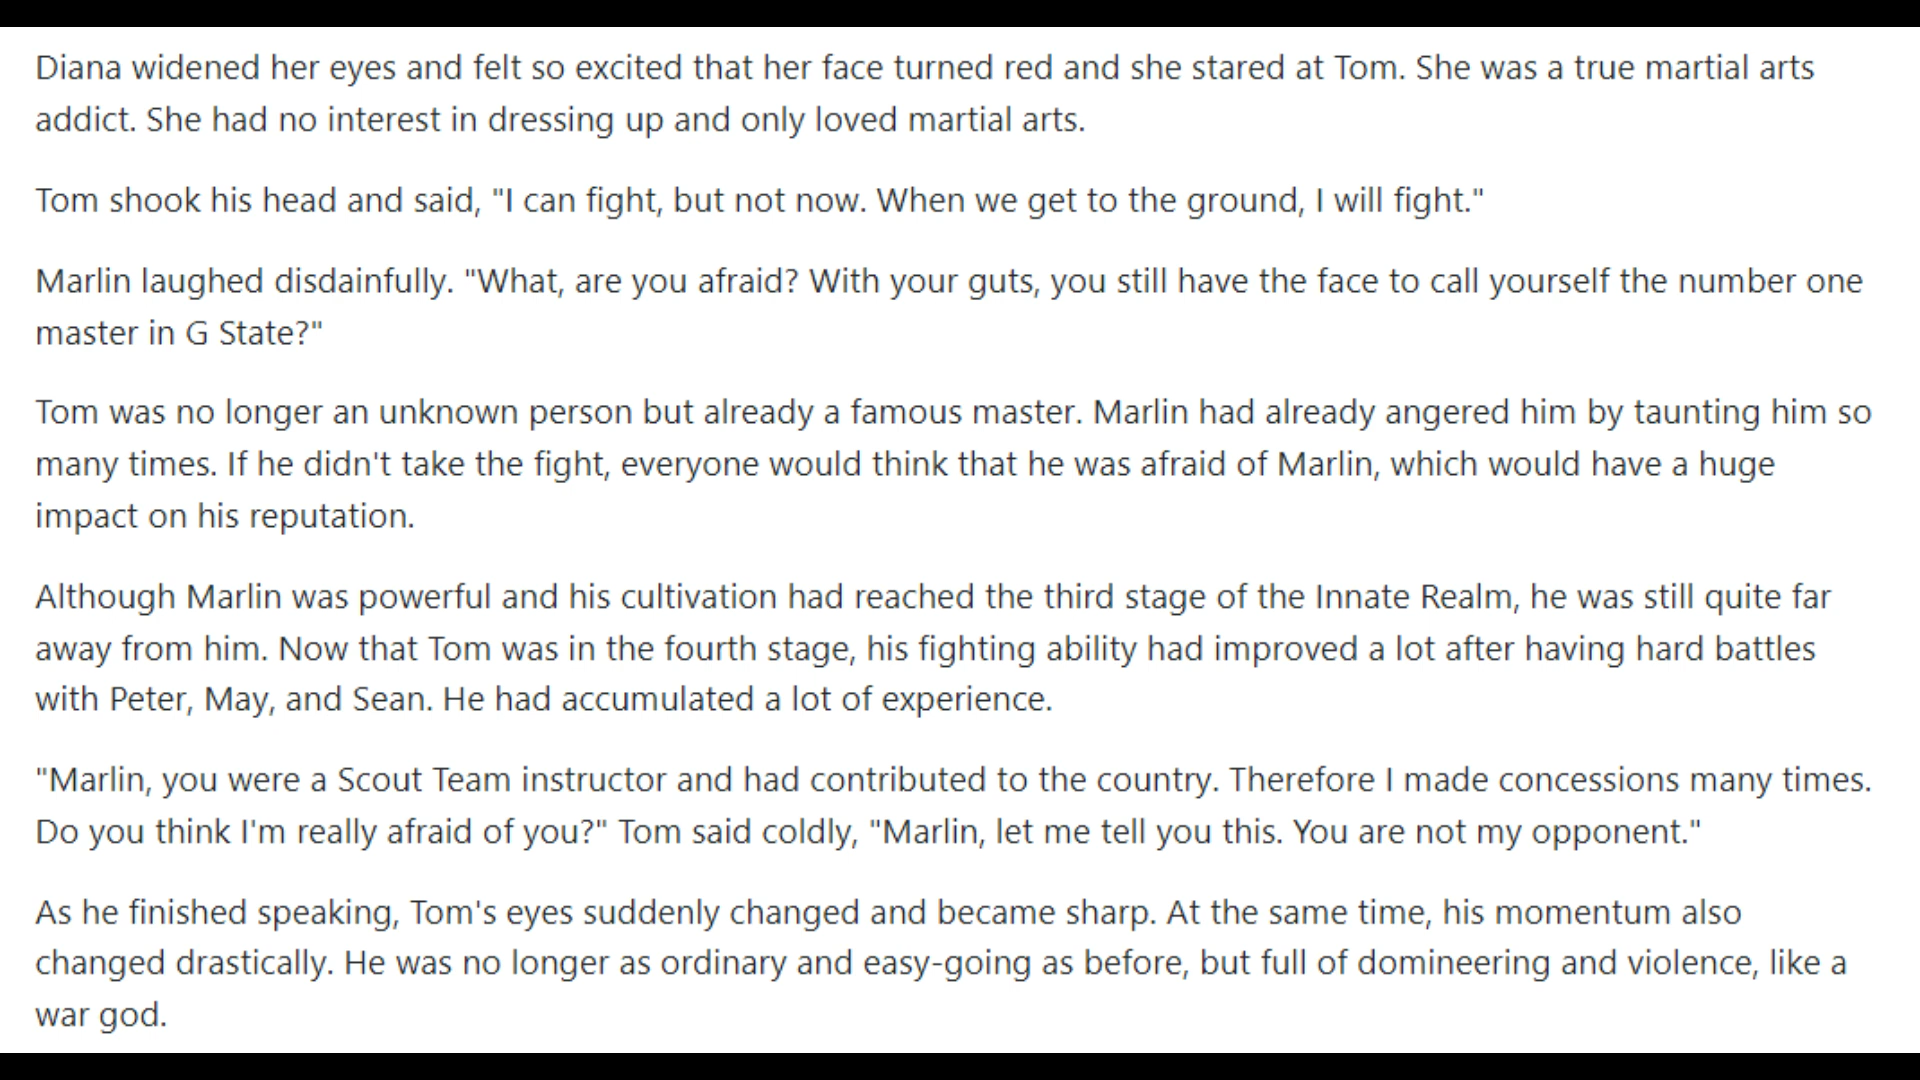 Diana widened her eyes and felt so excited that her face turned red and she stared at Tom. She was a true martial arts
addict. She had no interest in dressing up and only loved martial arts.
Tom shook his head and said, "I can fight, but not now. When we get to the ground, I will fight."
Marlin laughed disdainfully. "What, are you afraid? With your guts, you still have the face to call yourself the number one
master in G State?"
Tom was no longer an unknown person but already a famous master. Marlin had already angered him by taunting him so
many times. If he didn't take the fight, everyone would think that he was afraid of Marlin, which would have a huge
impact on his reputation.
Although Marlin was powerful and his cultivation had reached the third stage of the Innate Realm, he was still quite far
away from him. Now that Tom was in the fourth stage, his fighting ability had improved a lot after having hard battles
with Peter, May, and Sean. He had accumulated a lot of experience.
"Marlin, you were a Scout Team instructor and had contributed to the country. Therefore I made concessions many times.
Do you think I'm really afraid of you?" Tom said coldly, "Marlin, let me tell you this. You are not my opponent."
As he finished speaking, Tom's eyes suddenly changed and became sharp. At the same time, his momentum also
changed drastically. He was no longer as ordinary and easy-going as before, but full of domineering and violence, like a
war god.